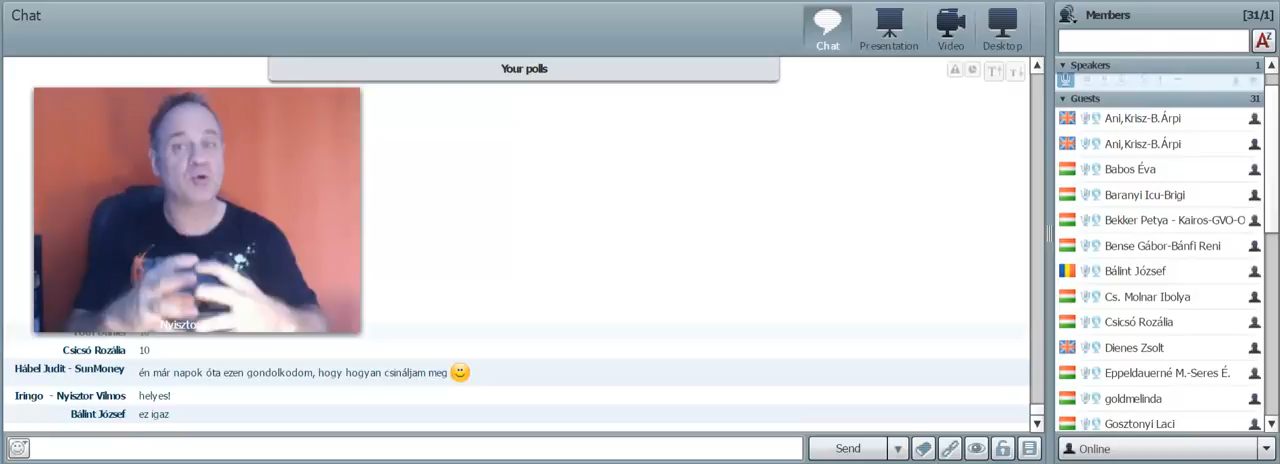 Chat
Chat
Presentation
Video
Desktop
Your polls
Nyisztor
Csicsó Rozália 10
Hábel Judit - SunMoney én már napok óta ezen gondolkodom, hogy hogyan csináljam meg
Iringo - Nyisztor Vilmos helyes!
Bálint József ez igaz
Send
Members [31/1]
Speakers 1
Guests 31
Ani,Krisz-B.Árpi
Ani,Krisz-B.Árpi
Babos Éva
Baranyi Icu-Brigi
Bekker Petya - Kairos-GVO-O
Bense Gábor-Bánfi Reni
Bálint József
Cs. Molnar Ibolya
Csicsó Rozália
Dienes Zsolt
Eppeldauerné M.-Seres É.
goldmelinda
Gosztonyi Laci
Online